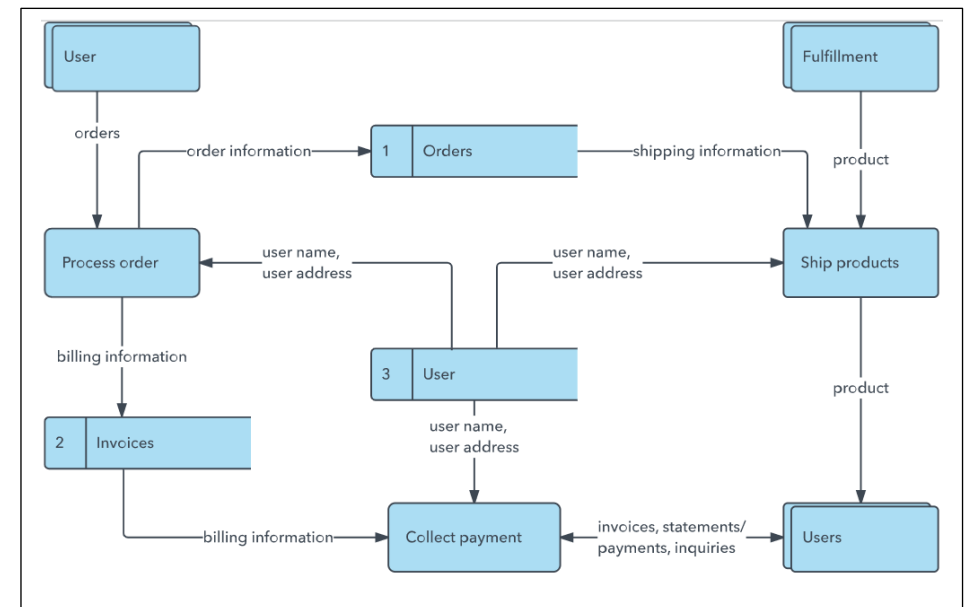 User
Fulfillment
orders
order information
1
Orders
shipping information
product
Process order
user name,
user address
user name,
user address
Ship products
billing information
3
User
product
2
Invoices
user name,
user address
billing information
Collect payment
invoices, statements/
payments, inquiries
Users